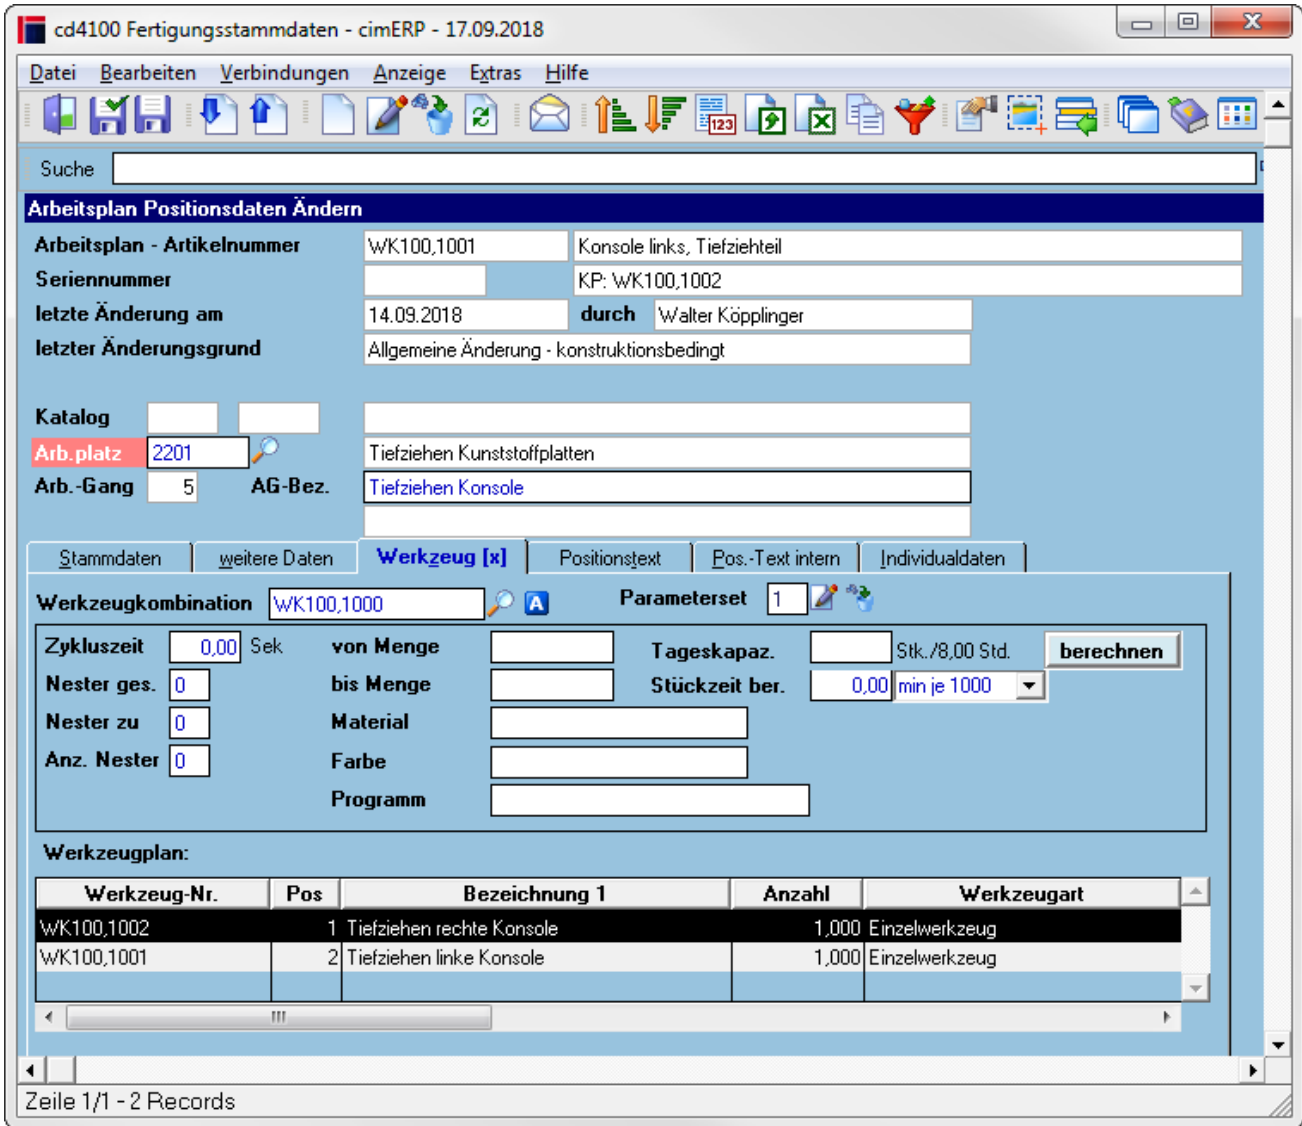 cd4100 Fertigungsstammdaten - cimERP - 17.09.2018
Datei Bearbeiten Verbindungen Anzeige Extras Hilfe
123
Suche
Arbeitsplan Positionsdaten Ändern
Arbeitsplan - Artikelnummer WK100,1001 Konsole links, Tiefziehteil
Seriennummer KP: WK100,1002
letzte Änderung am 14.09.2018 durch Walter Köpplinger
letzter Änderungsgrund Allgemeine Änderung - konstruktionsbedingt
Katalog
Arb.platz 2201 Tiefziehen Kunststoffplatten
Arb.-Gang 5 AG-Bez. Tiefziehen Konsole
Stammdaten weitere Daten Werkzeug [x] Positionstext Pos.-Text intern Individualdaten
Werkzeugkombination WK100,1000 A Parameterset 1
Zykluszeit 0,00 Sek von Menge Tageskapaz. Stk./8,00 Std. berechnen
Nester ges. 0 bis Menge Stückzeit ber. 0,00 min je 1000
Nester zu 0 Material
Anz. Nester 0 Farbe
Programm
Werkzeugplan:
Werkzeug-Nr. Pos Bezeichnung 1 Anzahl Werkzeugart
WK100,1002 1 Tiefziehen rechte Konsole 1,000 Einzelwerkzeug
WK100,1001 2 Tiefziehen linke Konsole 1,000 Einzelwerkzeug
Zeile 1/1 - 2 Records